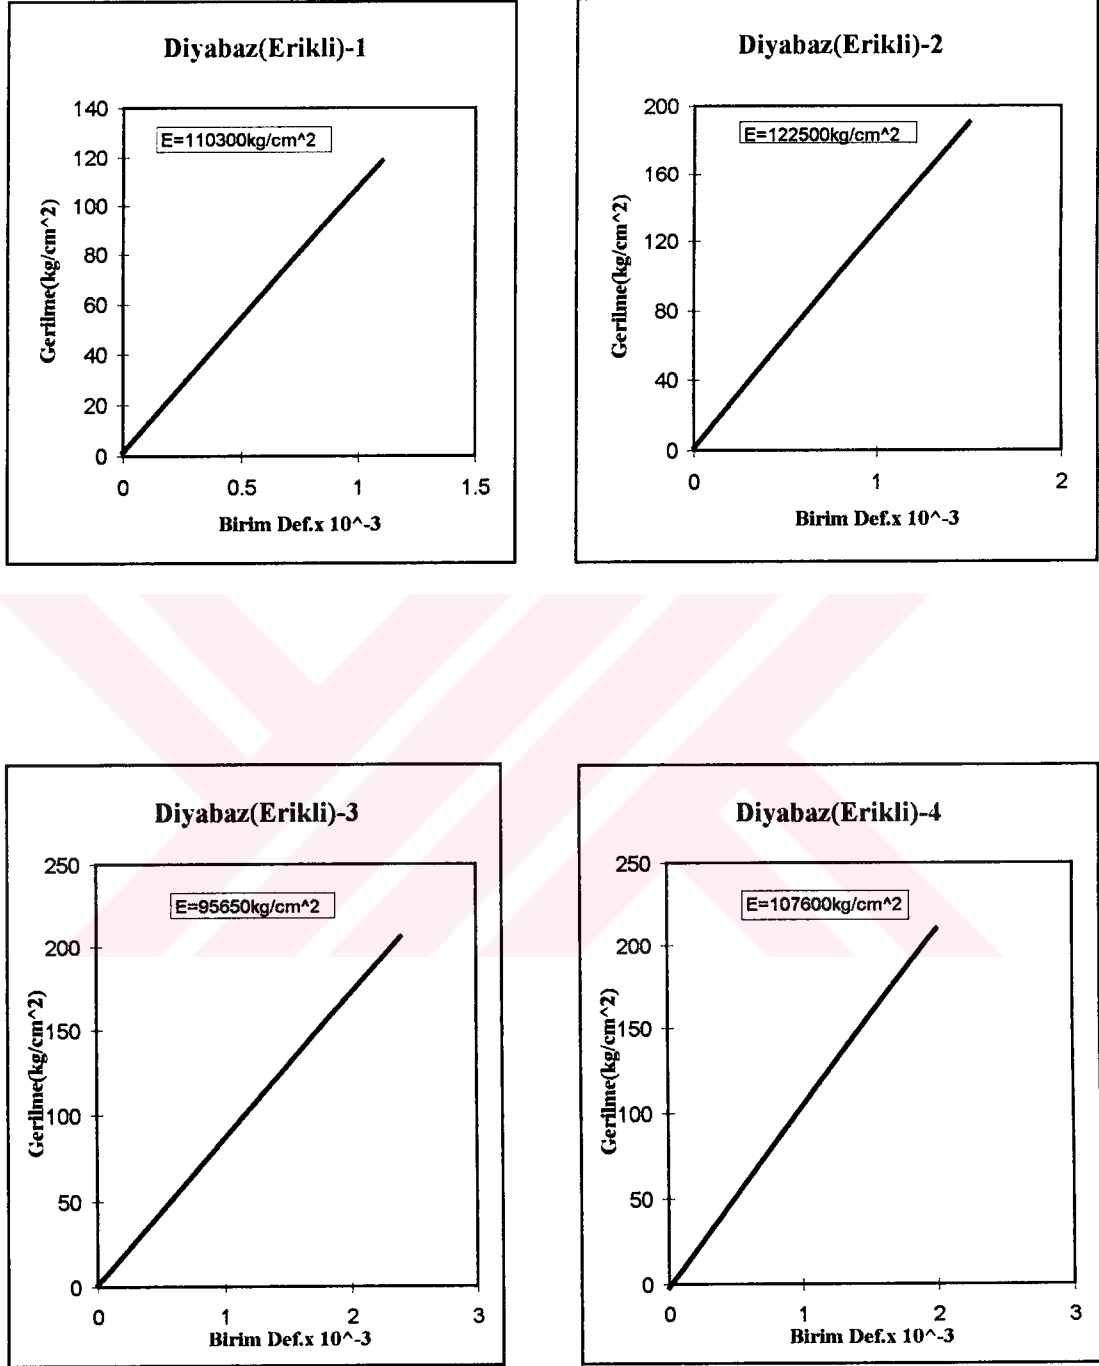 Diyabaz(Erikli)-1
140
120
100
80
60
40
20
0
E=110300kg/cm^2
Gerilme(kg/cm^2)
0 0.5 1 1.5
Birim Def.x 10^-3
Diyabaz(Erikli)-2
200
160
120
80
40
0
E=122500kg/cm^2
Gerilme(kg/cm^2)
0 1 2
Birim Def.x 10^-3
Diyabaz(Erikli)-3
250
200
150
100
50
0
E=95650kg/cm^2
Gerilme(kg/cm^2)
0 1 2 3
Birim Def.x 10^-3
Diyabaz(Erikli)-4
250
200
150
100
50
0
E=107600kg/cm^2
Gerilme(kg/cm^2)
0 1 2 3
Birim Def.x 10^-3